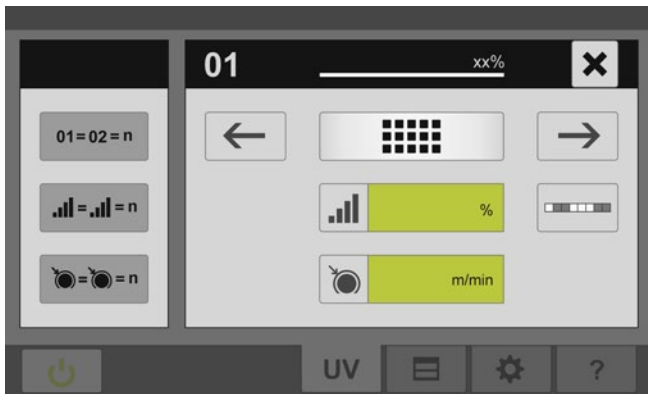 01 xx%
01=02=n
= =n
%
= =n
m/min
UV ?